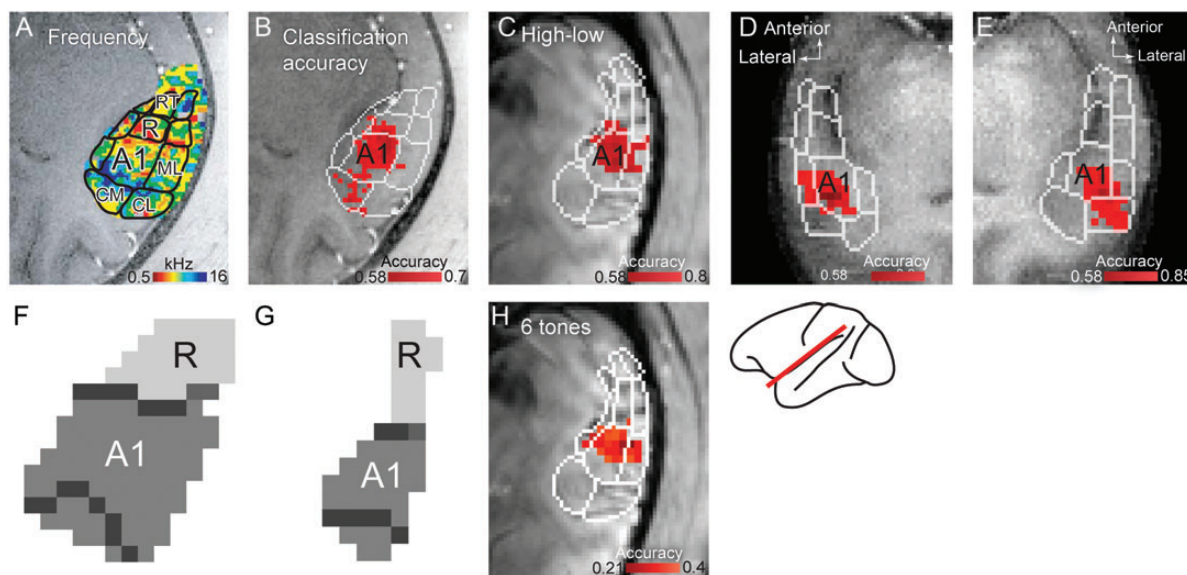 A Frequency
RT
R
A1
ML
CM
CL
kHz
0.5 16
B Classification
accuracy
A1
Accuracy
0.58 0.7
C High-low
A1
Accuracy
0.58 0.8
D Anterior
Lateral
A1
Accuracy
0.58
E Anterior
Lateral
A1
Accuracy
0.58 0.85
F
R
A1
G
R
A1
H 6 tones
Accuracy
0.21 0.4